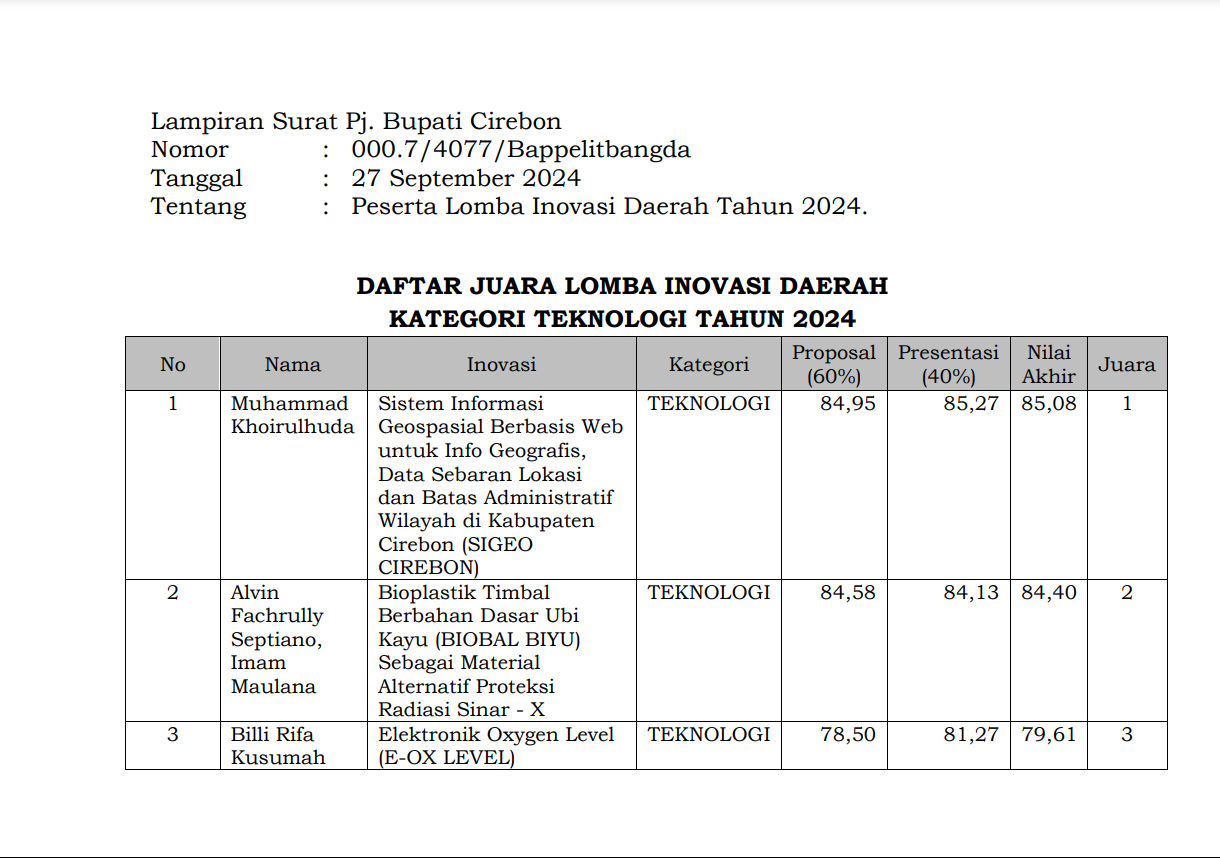 Lampiran Surat Pj. Bupati Cirebon
Nomor : 000.7/4077/Bappelitbangda
Tanggal : 27 September 2024
Tentang : Peserta Lomba Inovasi Daerah Tahun 2024.
DAFTAR JUARA LOMBA INOVASI DAERAH
KATEGORI TEKNOLOGI TAHUN 2024
No Nama Inovasi Kategori Proposal (60%) Presentasi (40%) Nilai Akhir Juara
1 Muhammad Sistem Informasi TEKNOLOGI 84,95 85,27 85,08 1
Khoirulhuda Geospasial Berbasis Web
untuk Info Geografis,
Data Sebaran Lokasi
dan Batas Administratif
Wilayah di Kabupaten
Cirebon (SIGEO
CIREBON)
2 Alvin Bioplastik Timbal TEKNOLOGI 84,58 84,13 84,40 2
Fachrully Berbahan Dasar Ubi
Septiano, Kayu (BIOBAL BIYU)
Imam Sebagai Material
Maulana Alternatif Proteksi
Radiasi Sinar - X
3 Billi Rifa Elektronik Oxygen Level TEKNOLOGI 78,50 81,27 79,61 3
Kusumah (E-OX LEVEL)